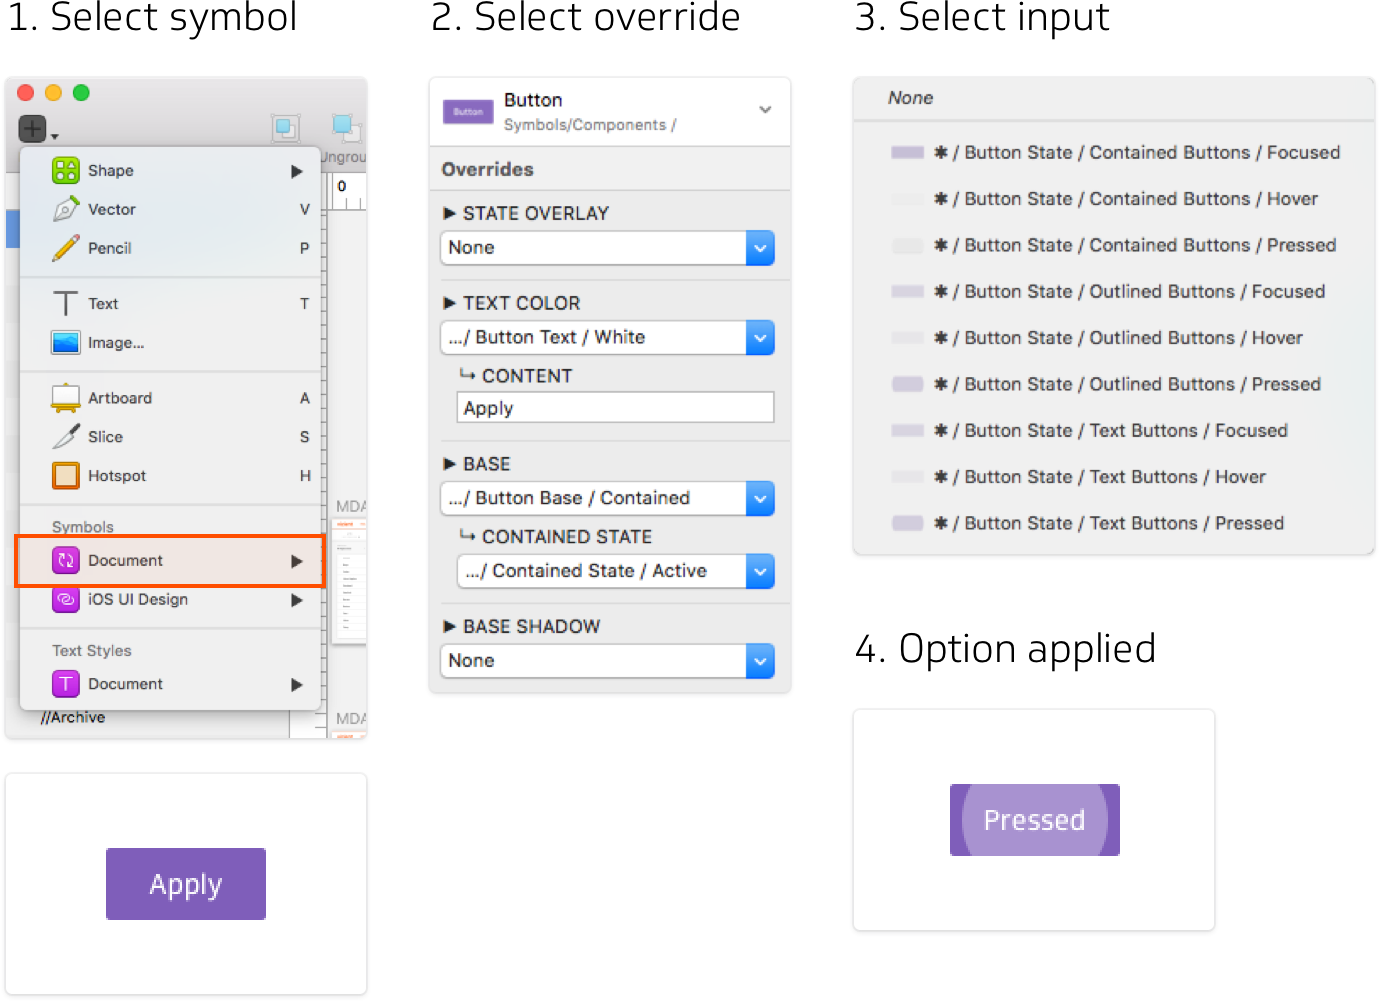 1. Select symbol
0
Shape
Vector V
Pencil P
Text T
Image...
Artboard A
Slice S
Hotspot H
Symbols
Document
iOS UI Design
Text Styles
Document
//Archive
MDA
MDA
Apply
2. Select override
Button
Button
Symbols/Components /
Overrides
STATE OVERLAY
None
TEXT COLOR
.../ Button Text / White
CONTENT
Apply
BASE
.../ Button Base / Contained
CONTAINED STATE
.../ Contained State / Active
BASE SHADOW
None
3. Select input
None
✱ / Button State / Contained Buttons / Focused
✱ / Button State / Contained Buttons / Hover
✱ / Button State / Contained Buttons / Pressed
✱ / Button State / Outlined Buttons / Focused
✱ / Button State / Outlined Buttons / Hover
✱ / Button State / Outlined Buttons / Pressed
✱ / Button State / Text Buttons / Focused
✱ / Button State / Text Buttons / Hover
✱ / Button State / Text Buttons / Pressed
4. Option applied
Pressed